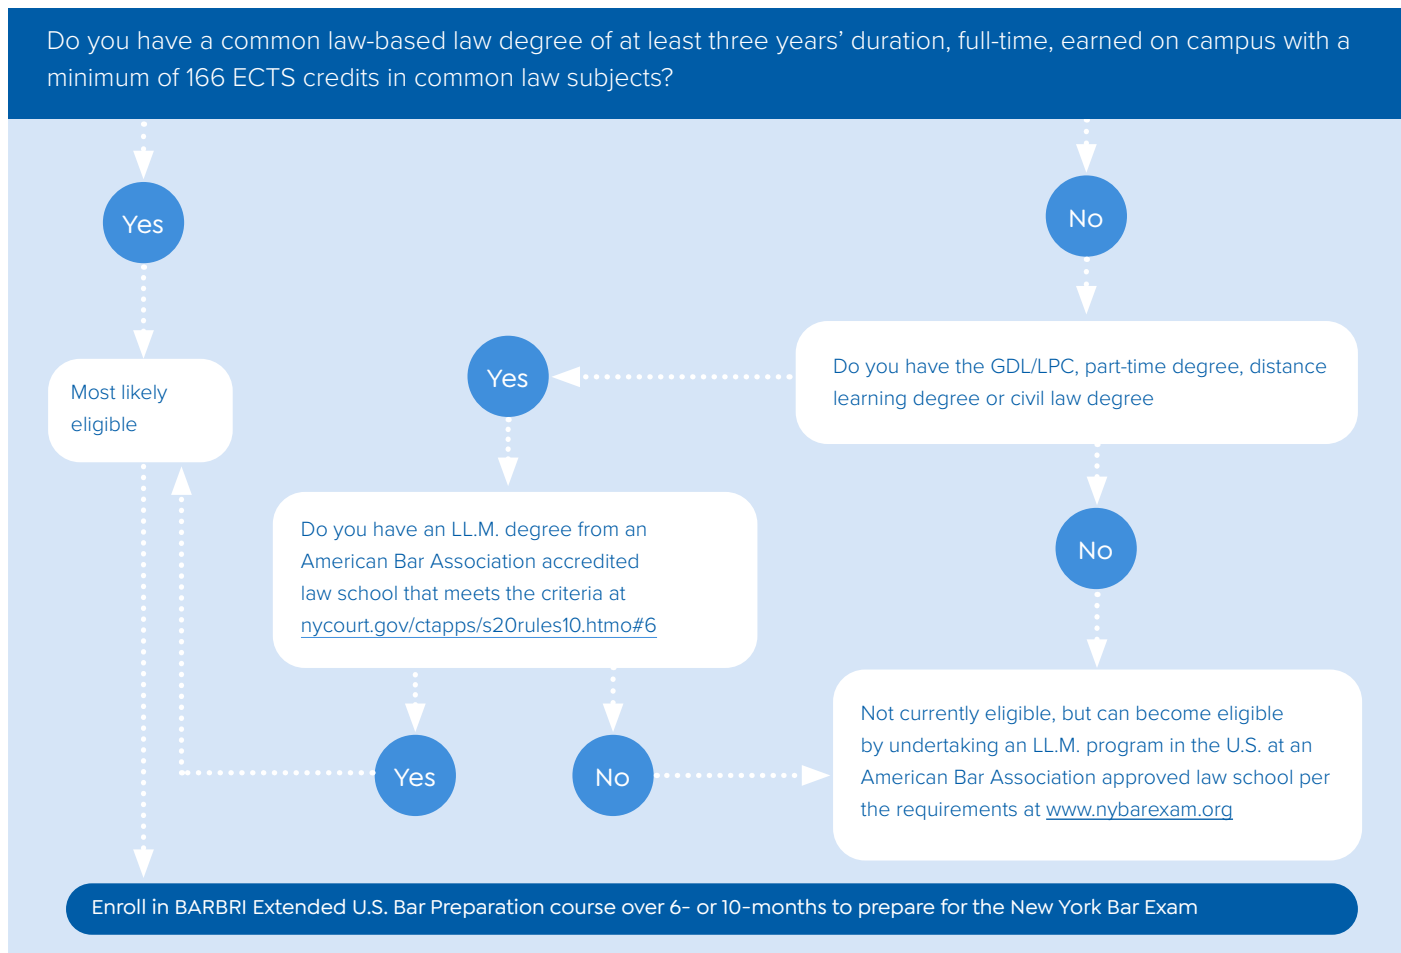 Do you have a common law-based law degree of at least three years’ duration, full-time, earned on campus with a
minimum of 166 ECTS credits in common law subjects?
Yes
No
Most likely
eligible
Yes
Do you have the GDL/LPC, part-time degree, distance
learning degree or civil law degree
Do you have an LL.M. degree from an
American Bar Association accredited
law school that meets the criteria at
nycourt.gov/ctapps/s20rules10.htmo#6
No
Yes
No
Not currently eligible, but can become eligible
by undertaking an LL.M. program in the U.S. at an
American Bar Association approved law school per
the requirements at www.nybarexam.org
Enroll in BARBRI Extended U.S. Bar Preparation course over 6- or 10-months to prepare for the New York Bar Exam